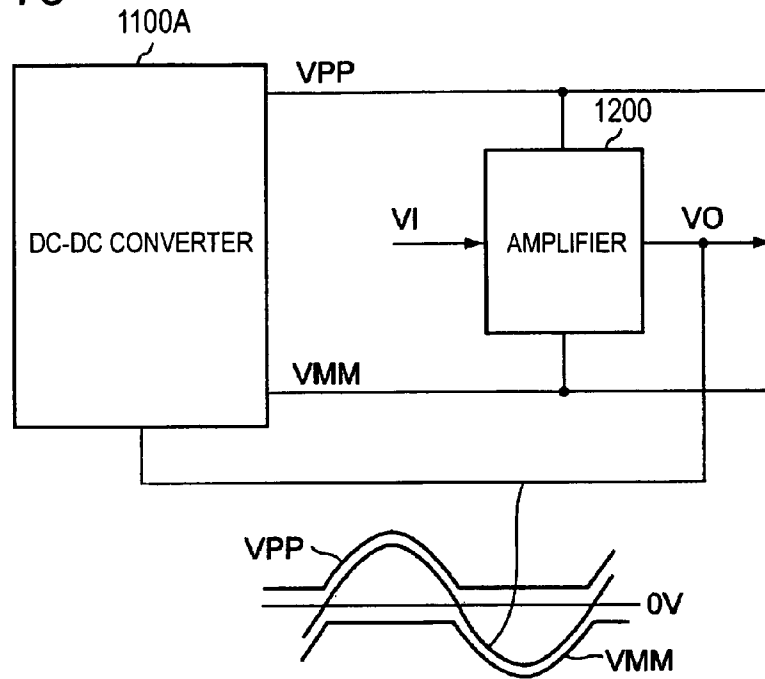 1100A
VPP
1200
DC-DC CONVERTER
VI
AMPLIFIER
VO
VMM
VPP
0V
VMM